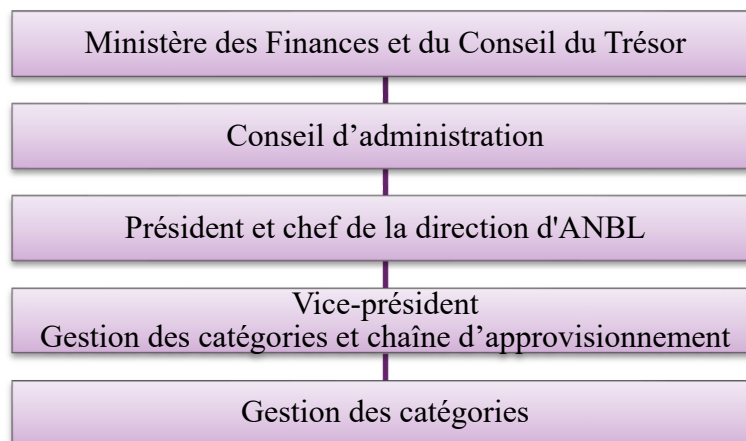 Ministère des Finances et du Conseil du Trésor
Conseil d’administration
Président et chef de la direction d'ANBL
Vice-président
Gestion des catégories et chaîne d’approvisionnement
Gestion des catégories